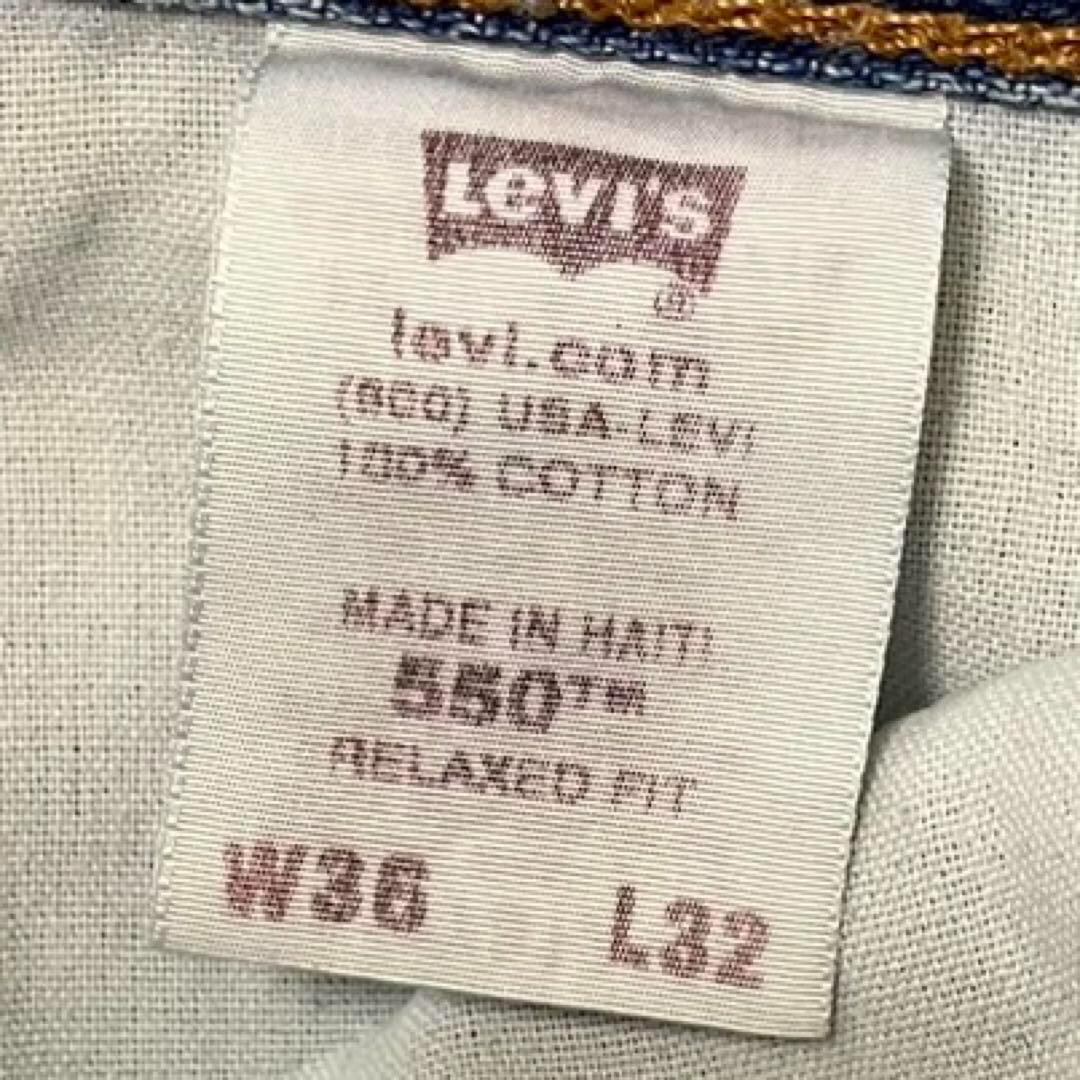 LEVI'S
®
levi.com
(800) USA-LEVI
100% COTTON
MADE IN HAITI
550™
RELAXED FIT
W36 L32